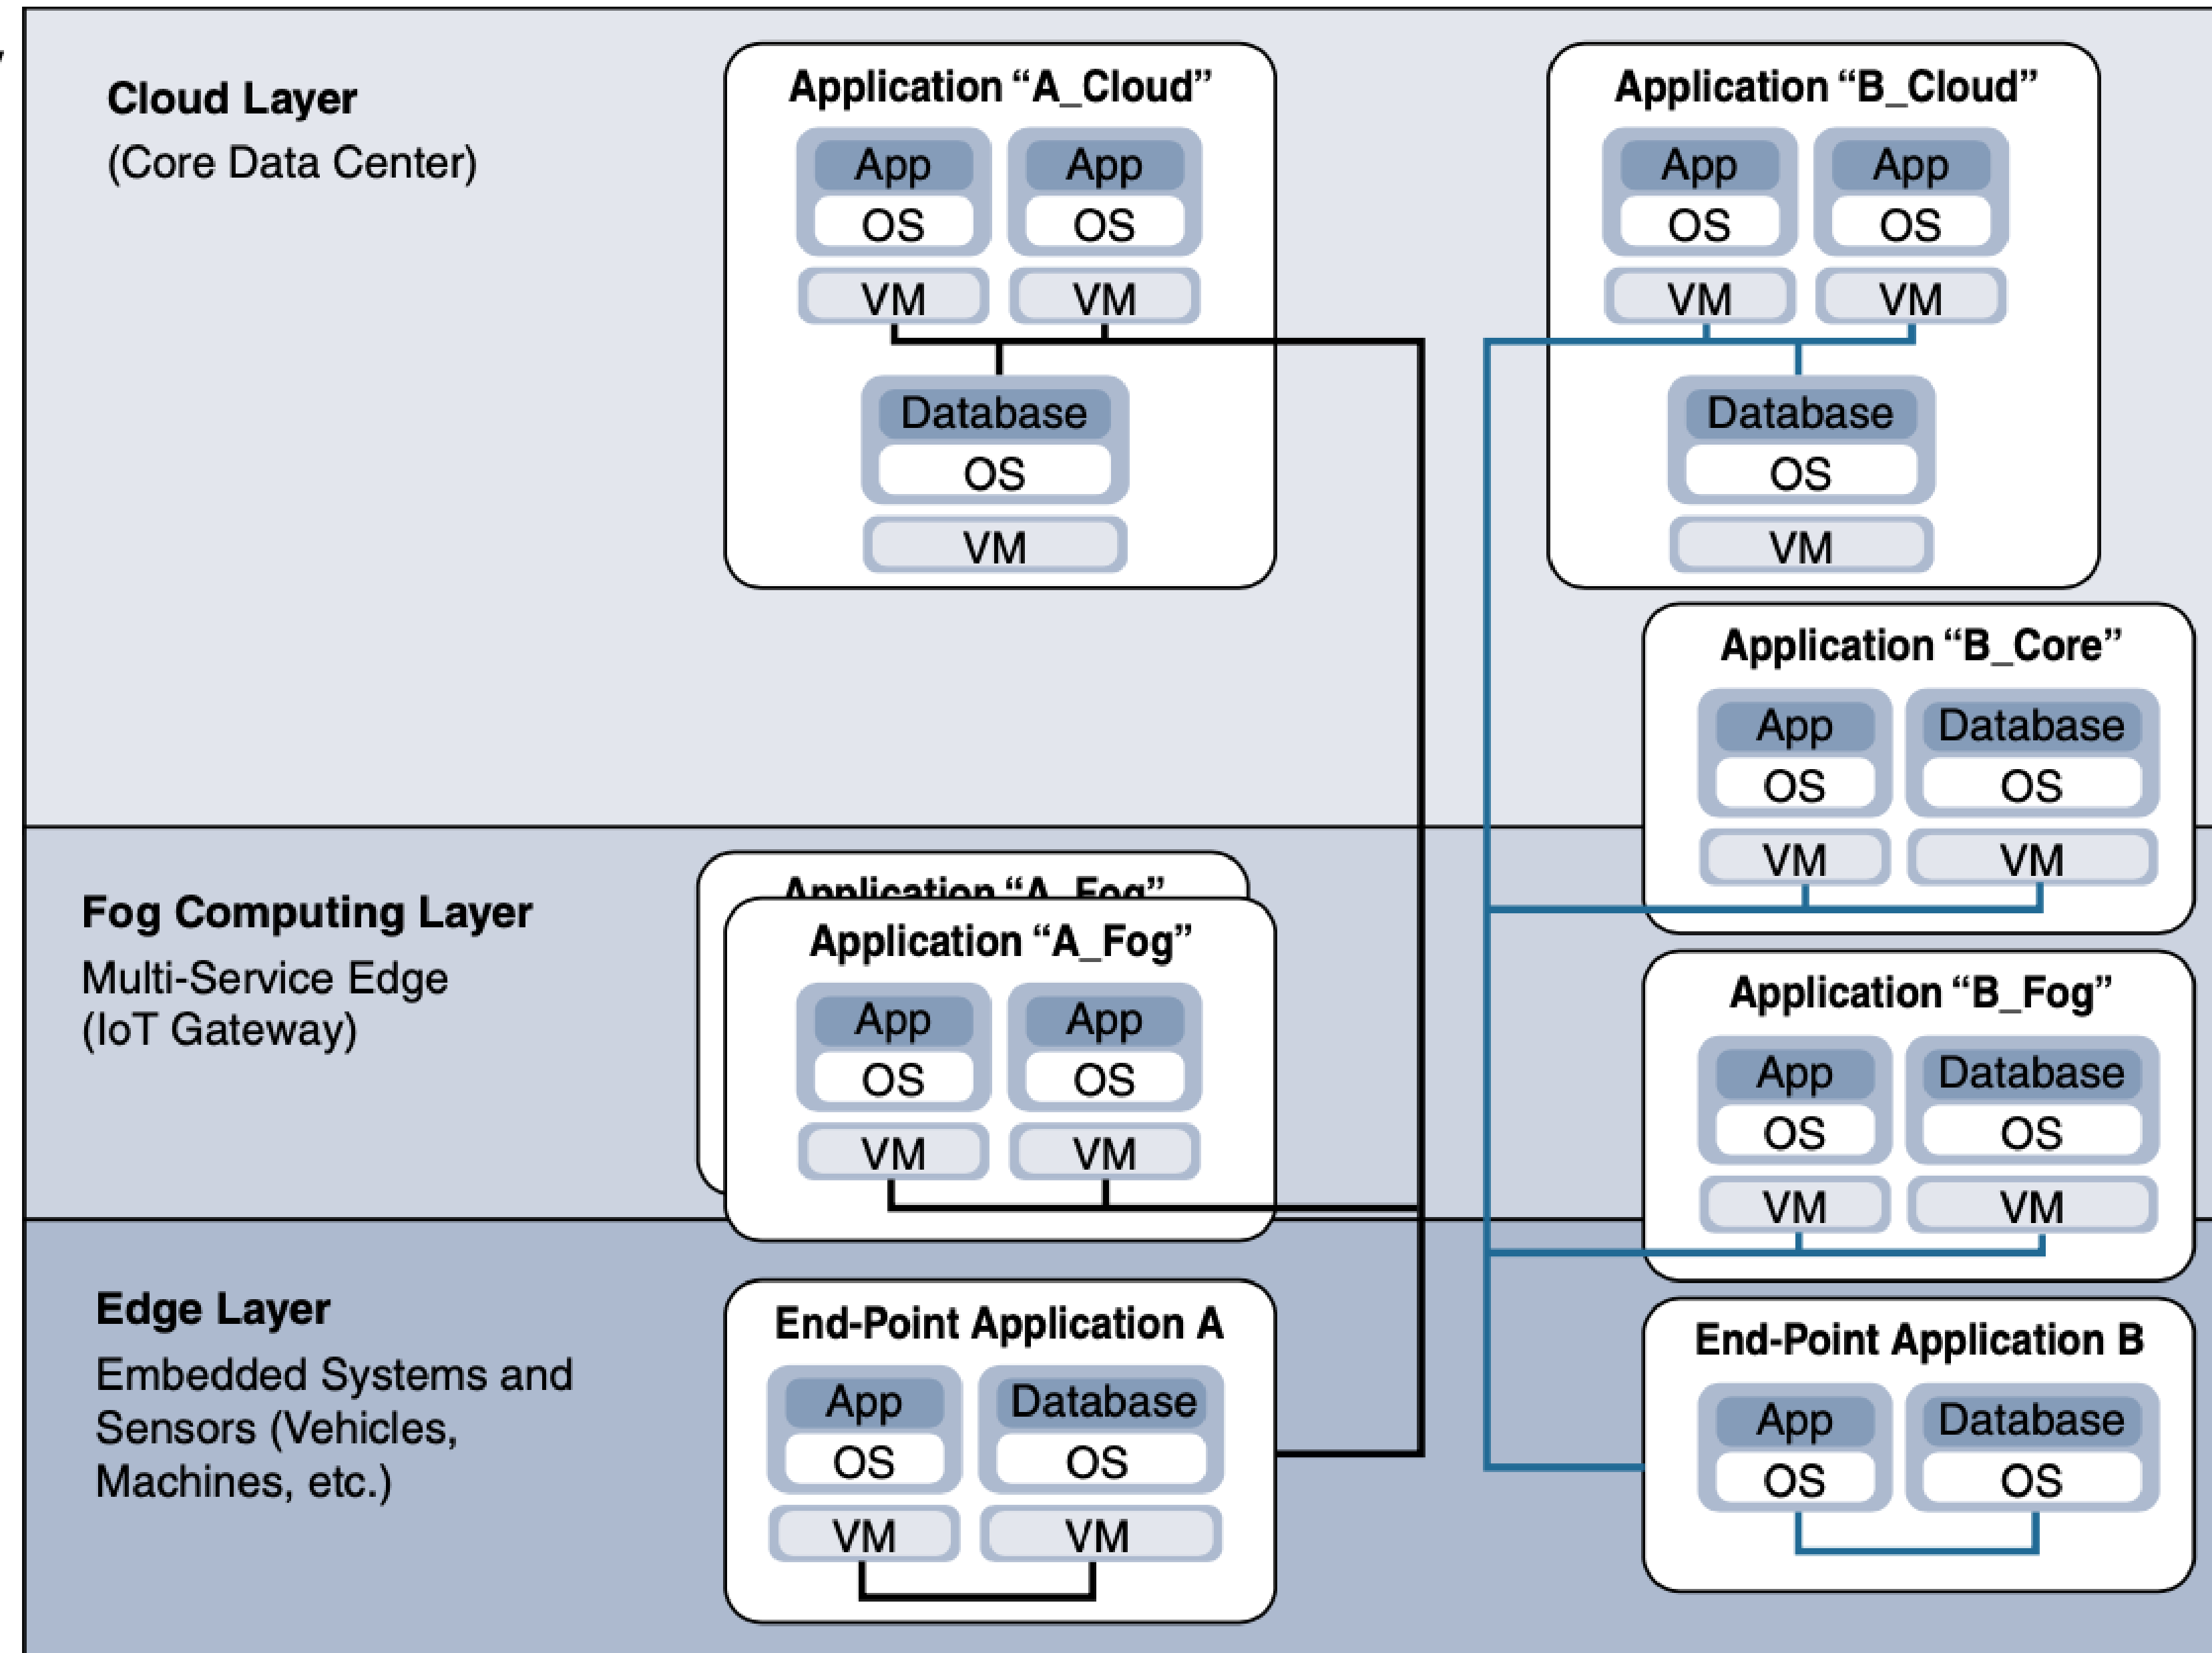 Cloud Layer
(Core Data Center)
Application “A_Cloud”
App App
OS OS
VM VM
Database
OS
VM
Application “B_Cloud”
App App
OS OS
VM VM
Database
OS
VM
Application “B_Core”
App Database
OS OS
VM VM
Fog Computing Layer
Multi-Service Edge
(IoT Gateway)
Application “A_Fog”
Application “A_Fog”
App App
OS OS
VM VM
Application “B_Fog”
App Database
OS OS
VM VM
Edge Layer
Embedded Systems and
Sensors (Vehicles,
Machines, etc.)
End-Point Application A
App Database
OS OS
VM VM
End-Point Application B
App Database
OS OS